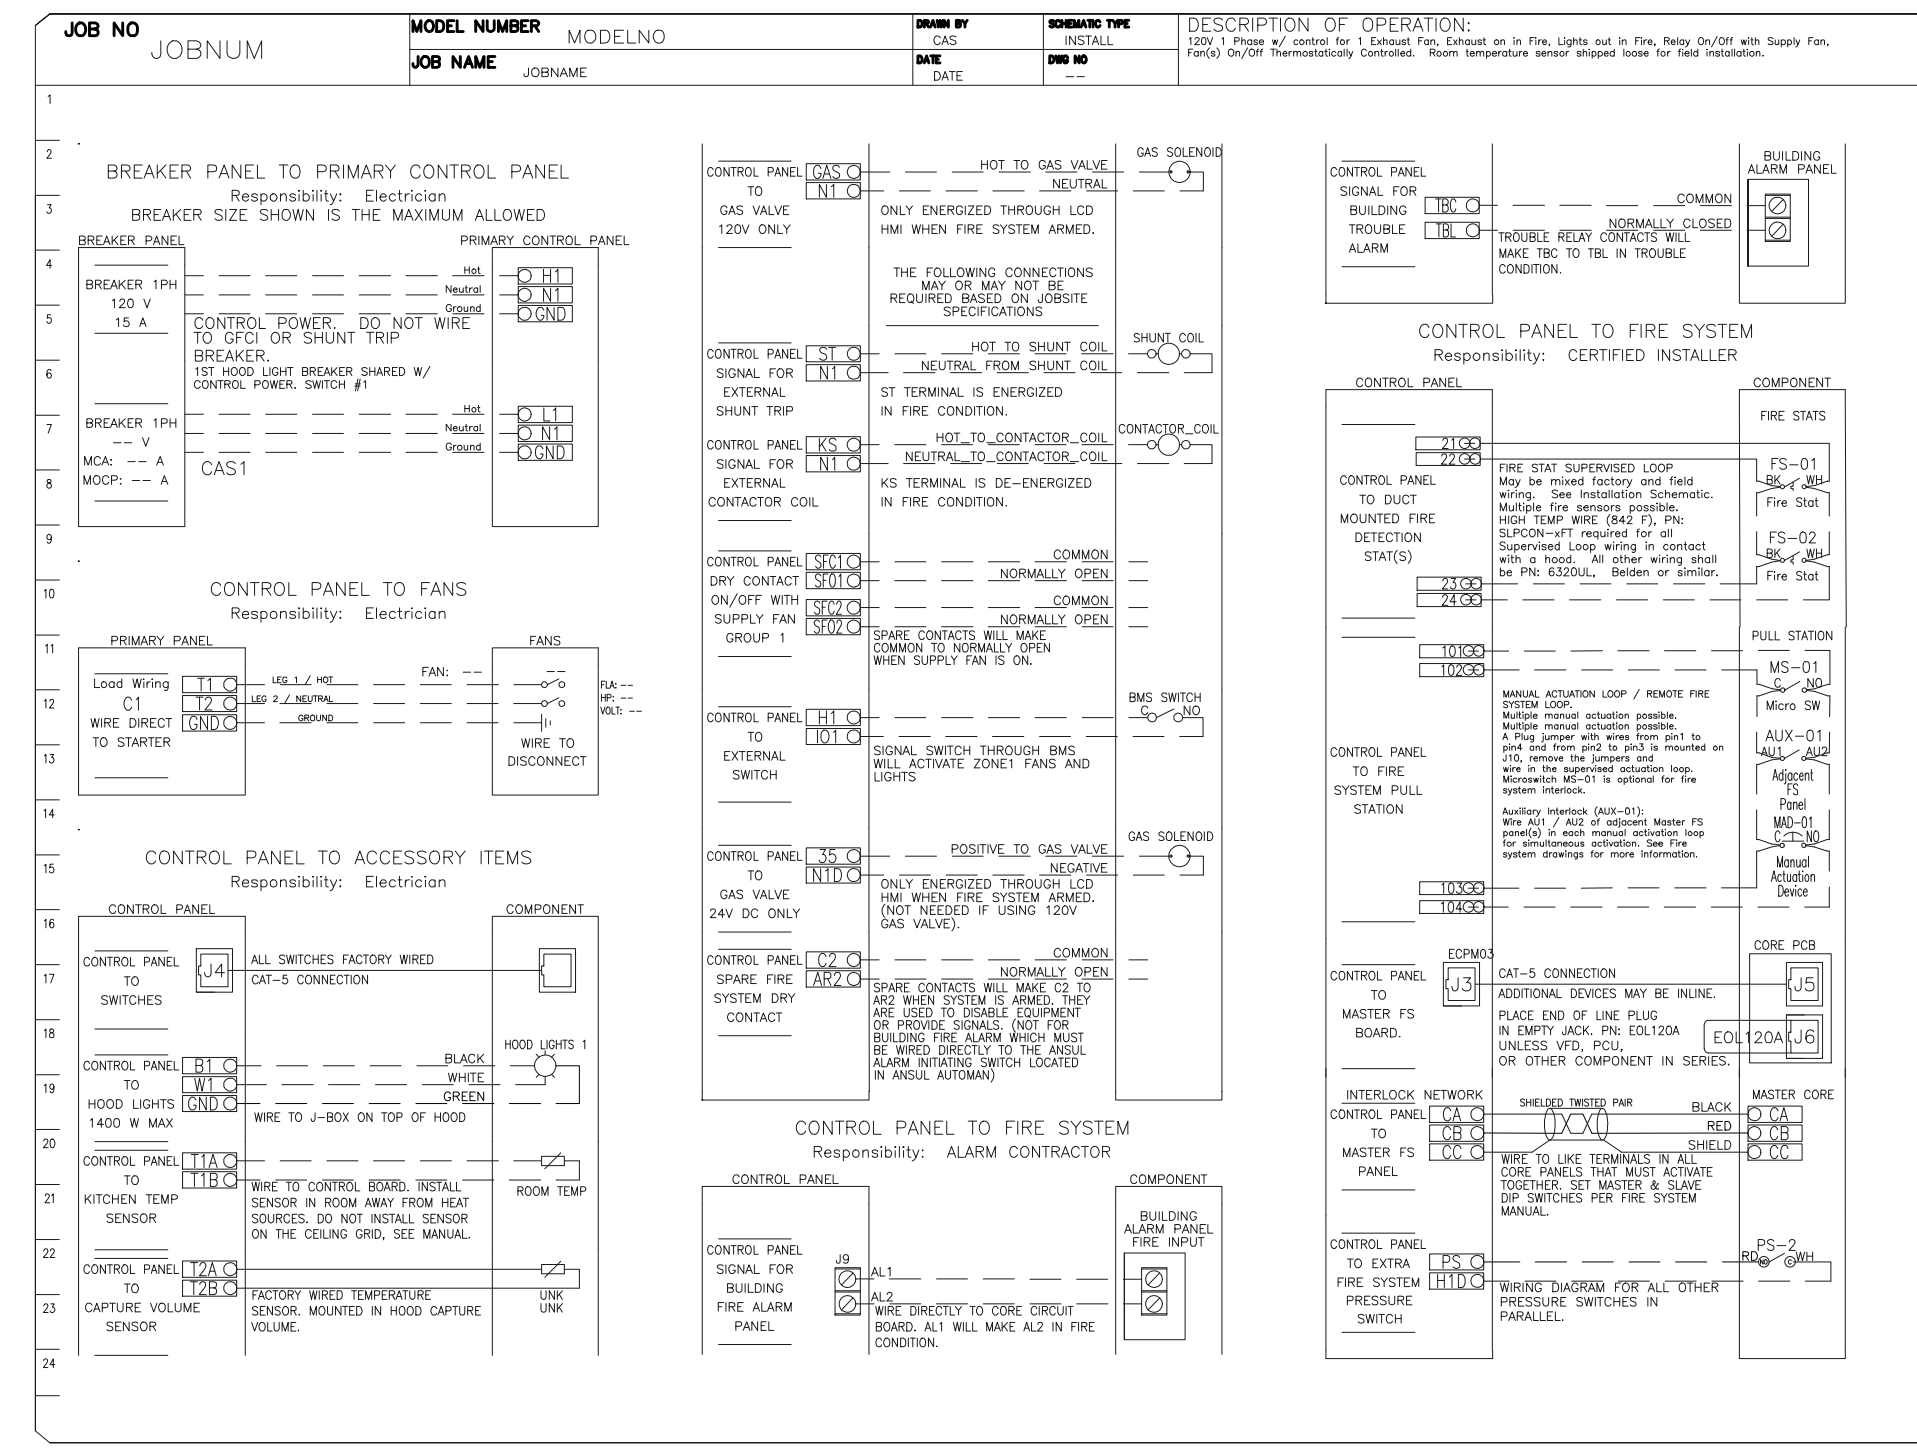 JOB NO
JOBNUM
MODEL NUMBER
MODELNO
JOB NAME
JOBNAME
DRAWN BY
CAS
DATE
DATE
SCHEMATIC TYPE
INSTALL
DWG NO
--
DESCRIPTION OF OPERATION:
120V 1 Phase w/ control for 1 Exhaust Fan, Exhaust on in Fire, Lights out in Fire, Relay On/Off with Supply Fan,
Fan(s) On/Off Thermostatically Controlled. Room temperature sensor shipped loose for field installation.
1
2
3
4
5
6
7
8
9
10
11
12
13
14
15
16
17
18
19
20
21
22
23
24
BREAKER PANEL TO PRIMARY CONTROL PANEL
Responsibility: Electrician
BREAKER SIZE SHOWN IS THE MAXIMUM ALLOWED
BREAKER PANEL
PRIMARY CONTROL PANEL
BREAKER 1PH
120 V
15 A
Hot
H1
Neutral
N1
Ground
GND
CONTROL POWER. DO NOT WIRE
TO GFCI OR SHUNT TRIP
BREAKER.
1ST HOOD LIGHT BREAKER SHARED W/
CONTROL POWER. SWITCH #1
BREAKER 1PH
-- V
MCA: -- A
MOCP: -- A
Hot
L1
Neutral
N1
Ground
GND
CAS1
CONTROL PANEL TO FANS
Responsibility: Electrician
PRIMARY PANEL
FANS
Load Wiring
C1
WIRE DIRECT
TO STARTER
T1
T2
GND
LEG 1 / HOT
LEG 2 / NEUTRAL
GROUND
FAN: --
--
FLA: --
HP: --
VOLT: --
WIRE TO
DISCONNECT
CONTROL PANEL TO ACCESSORY ITEMS
Responsibility: Electrician
CONTROL PANEL
COMPONENT
CONTROL PANEL
TO
SWITCHES
J4
ALL SWITCHES FACTORY WIRED
CAT-5 CONNECTION
CONTROL PANEL
TO
HOOD LIGHTS
1400 W MAX
B1
W1
GND
BLACK
WHITE
GREEN
HOOD LIGHTS 1
WIRE TO J-BOX ON TOP OF HOOD
CONTROL PANEL
TO
KITCHEN TEMP
SENSOR
T1A
T1B
ROOM TEMP
WIRE TO CONTROL BOARD. INSTALL
SENSOR IN ROOM AWAY FROM HEAT
SOURCES. DO NOT INSTALL SENSOR
ON THE CEILING GRID, SEE MANUAL.
CONTROL PANEL
TO
CAPTURE VOLUME
SENSOR
T2A
T2B
FACTORY WIRED TEMPERATURE
SENSOR. MOUNTED IN HOOD CAPTURE
VOLUME.
UNK
UNK
CONTROL PANEL
TO
GAS VALVE
120V ONLY
GAS
N1
HOT TO GAS VALVE
NEUTRAL
GAS SOLENOID
ONLY ENERGIZED THROUGH LCD
HMI WHEN FIRE SYSTEM ARMED.
THE FOLLOWING CONNECTIONS
MAY OR MAY NOT BE
REQUIRED BASED ON JOBSITE
SPECIFICATIONS
CONTROL PANEL
SIGNAL FOR
EXTERNAL
SHUNT TRIP
ST
N1
HOT TO SHUNT COIL
NEUTRAL FROM SHUNT COIL
SHUNT COIL
ST TERMINAL IS ENERGIZED
IN FIRE CONDITION.
CONTROL PANEL
SIGNAL FOR
EXTERNAL
CONTACTOR COIL
KS
N1
HOT_TO_CONTACTOR_COIL
NEUTRAL_TO_CONTACTOR_COIL
CONTACTOR_COIL
KS TERMINAL IS DE-ENERGIZED
IN FIRE CONDITION.
CONTROL PANEL
DRY CONTACT
ON/OFF WITH
SUPPLY FAN
GROUP 1
SFC1
SFO1
SFC2
SFO2
COMMON
NORMALLY OPEN
COMMON
NORMALLY OPEN
SPARE CONTACTS WILL MAKE
COMMON TO NORMALLY OPEN
WHEN SUPPLY FAN IS ON.
CONTROL PANEL
TO
EXTERNAL
SWITCH
H1
IO1
BMS SWITCH
C
NO
SIGNAL SWITCH THROUGH BMS
WILL ACTIVATE ZONE1 FANS AND
LIGHTS
CONTROL PANEL
TO
GAS VALVE
24V DC ONLY
35
N1D
POSITIVE TO GAS VALVE
NEGATIVE
GAS SOLENOID
ONLY ENERGIZED THROUGH LCD
HMI WHEN FIRE SYSTEM ARMED.
(NOT NEEDED IF USING 120V
GAS VALVE).
CONTROL PANEL
SPARE FIRE
SYSTEM DRY
CONTACT
C2
AR2
COMMON
NORMALLY OPEN
SPARE CONTACTS WILL MAKE C2 TO
AR2 WHEN SYSTEM IS ARMED. THEY
ARE USED TO DISABLE EQUIPMENT
OR PROVIDE SIGNALS. (NOT FOR
BUILDING FIRE ALARM WHICH MUST
BE WIRED DIRECTLY TO THE ANSUL
ALARM INITIATING SWITCH LOCATED
IN ANSUL AUTOMAN)
CONTROL PANEL TO FIRE SYSTEM
Responsibility: ALARM CONTRACTOR
CONTROL PANEL
COMPONENT
CONTROL PANEL
SIGNAL FOR
BUILDING
FIRE ALARM
PANEL
J9
AL1
AL2
BUILDING
ALARM PANEL
FIRE INPUT
WIRE DIRECTLY TO CORE CIRCUIT
BOARD. AL1 WILL MAKE AL2 IN FIRE
CONDITION.
CONTROL PANEL
SIGNAL FOR
BUILDING
TROUBLE
ALARM
TBC
TBL
COMMON
NORMALLY CLOSED
BUILDING
ALARM PANEL
TROUBLE RELAY CONTACTS WILL
MAKE TBC TO TBL IN TROUBLE
CONDITION.
CONTROL PANEL TO FIRE SYSTEM
Responsibility: CERTIFIED INSTALLER
CONTROL PANEL
COMPONENT
FIRE STATS
21
22
CONTROL PANEL
TO DUCT
MOUNTED FIRE
DETECTION
STAT(S)
FIRE STAT SUPERVISED LOOP
May be mixed factory and field
wiring. See Installation Schematic.
Multiple fire sensors possible.
HIGH TEMP WIRE (842 F), PN:
SLPCON-xFT required for all
Supervised Loop wiring in contact
with a hood. All other wiring shall
be PN: 6320UL, Belden or similar.
FS-01
BK
WH
Fire Stat
FS-02
BK
WH
Fire Stat
23
24
PULL STATION
101
102
MS-01
C
NO
Micro SW
MANUAL ACTUATION LOOP / REMOTE FIRE
SYSTEM LOOP.
Multiple manual actuation possible.
Multiple manual actuation possible.
A Plug jumper with wires from pin1 to
pin4 and from pin2 to pin3 is mounted on
J10, remove the jumpers and
wire in the supervised actuation loop.
Microswitch MS-01 is optional for fire
system interlock.
Auxiliary Interlock (AUX-01):
Wire AU1 / AU2 of adjacent Master FS
panel(s) in each manual activation loop
for simultaneous activation. See Fire
system drawings for more information.
CONTROL PANEL
TO FIRE
SYSTEM PULL
STATION
AUX-01
AU1
AU2
Adjacent
FS
Panel
MAD-01
C
NO
Manual
Actuation
Device
103
104
ECPM03
CORE PCB
CONTROL PANEL
TO
MASTER FS
BOARD.
J3
CAT-5 CONNECTION
ADDITIONAL DEVICES MAY BE INLINE.
J5
PLACE END OF LINE PLUG
IN EMPTY JACK. PN: EOL120A
UNLESS VFD, PCU,
OR OTHER COMPONENT IN SERIES.
EOL120A
J6
INTERLOCK NETWORK
MASTER CORE
CONTROL PANEL
TO
MASTER FS
PANEL
CA
CB
CC
SHIELDED TWISTED PAIR
BLACK
RED
SHIELD
CA
CB
CC
WIRE TO LIKE TERMINALS IN ALL
CORE PANELS THAT MUST ACTIVATE
TOGETHER. SET MASTER & SLAVE
DIP SWITCHES PER FIRE SYSTEM
MANUAL.
CONTROL PANEL
TO EXTRA
FIRE SYSTEM
PRESSURE
SWITCH
PS
H1D
PS-2
RD
NO
C
WH
WIRING DIAGRAM FOR ALL OTHER
PRESSURE SWITCHES IN
PARALLEL.